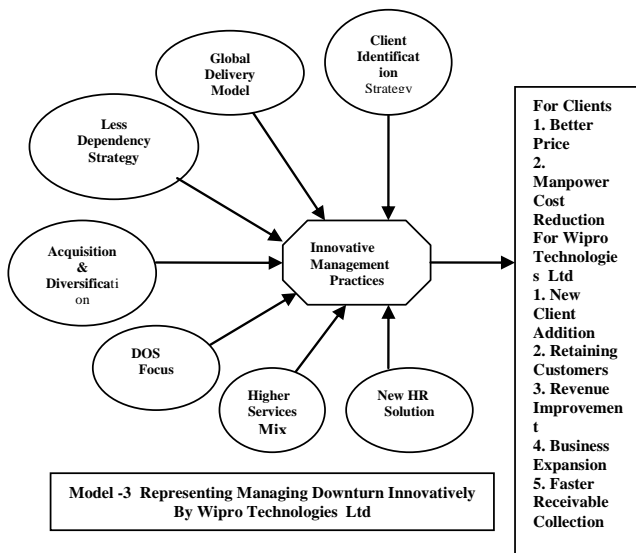 Client
Identificat
ion
Strategy
Global
Delivery
Model
Less
Dependency
Strategy
Acquisition
&
Diversificati
on
DOS
Focus
Higher
Services
Mix
New HR
Solution
Innovative
Management
Practices
For Clients
1. Better
Price
2.
Manpower
Cost
Reduction
For Wipro
Technologie
s Ltd
1. New
Client
Addition
2. Retaining
Customers
3. Revenue
Improvemen
t
4. Business
Expansion
5. Faster
Receivable
Collection
Model -3 Representing Managing Downturn Innovatively
By Wipro Technologies Ltd